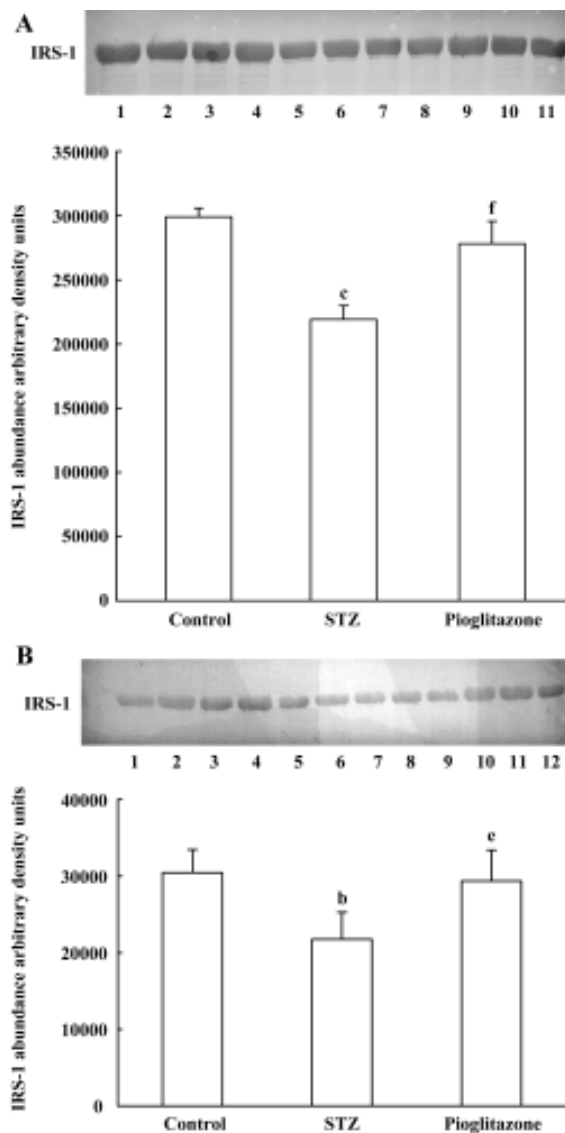 A
IRS-1
1 2 3 4 5 6 7 8 9 10 11
IRS-1 abundance arbitrary density units
350000
300000
250000
200000
150000
100000
50000
0
c
f
Control STZ Pioglitazone
B
IRS-1
1 2 3 4 5 6 7 8 9 10 11 12
IRS-1 abundance arbitrary density units
40000
30000
20000
10000
0
b
e
Control STZ Pioglitazone